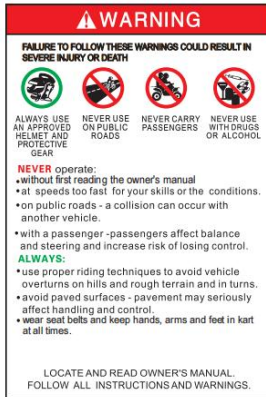 WARNING
FAILURE TO FOLLOW THESE WARNINGS COULD RESULT IN
SEVERE INJURY OR DEATH
ALWAYS USE
AN APPROVED
HELMET AND
PROTECTIVE
GEAR
NEVER USE
ON PUBLIC
ROADS
NEVER CARRY
PASSENGERS
NEVER USE
WITH DRUGS
OR ALCOHOL
NEVER operate:
• without first reading the owner's manual
• at speeds too fast for your skills or the conditions.
• on public roads - a collision can occur with
another vehicle.
• with a passenger -passengers affect balance
and steering and increase risk of losing control.
ALWAYS:
• use proper riding techniques to avoid vehicle
overturns on hills and rough terrain and in turns.
• avoid paved surfaces - pavement may seriously
affect handling and control.
• wear seat belts and keep hands, arms and feet in kart
at all times.
LOCATE AND READ OWNER'S MANUAL.
FOLLOW ALL INSTRUCTIONS AND WARNINGS.